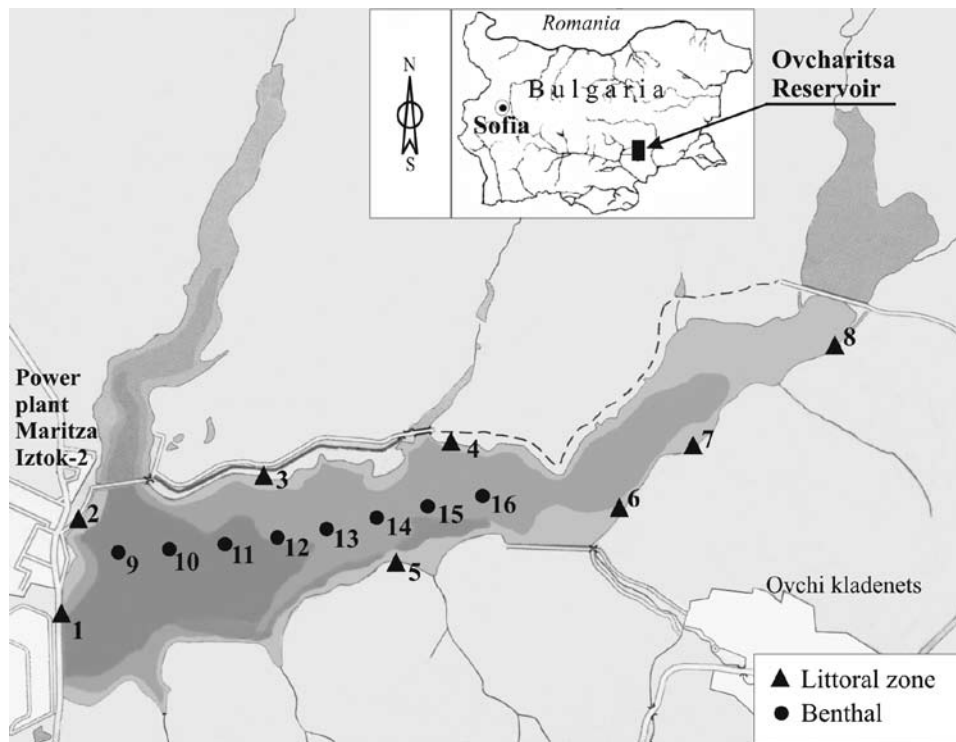 Romania
Bulgaria
Sofia
Ovcharitsa
Reservoir
N
S
Power
plant
Maritza
Iztok-2
1
2
3
4
5
6
7
8
9
10
11
12
13
14
15
16
Ovchi kladenets
Littoral zone
Benthal